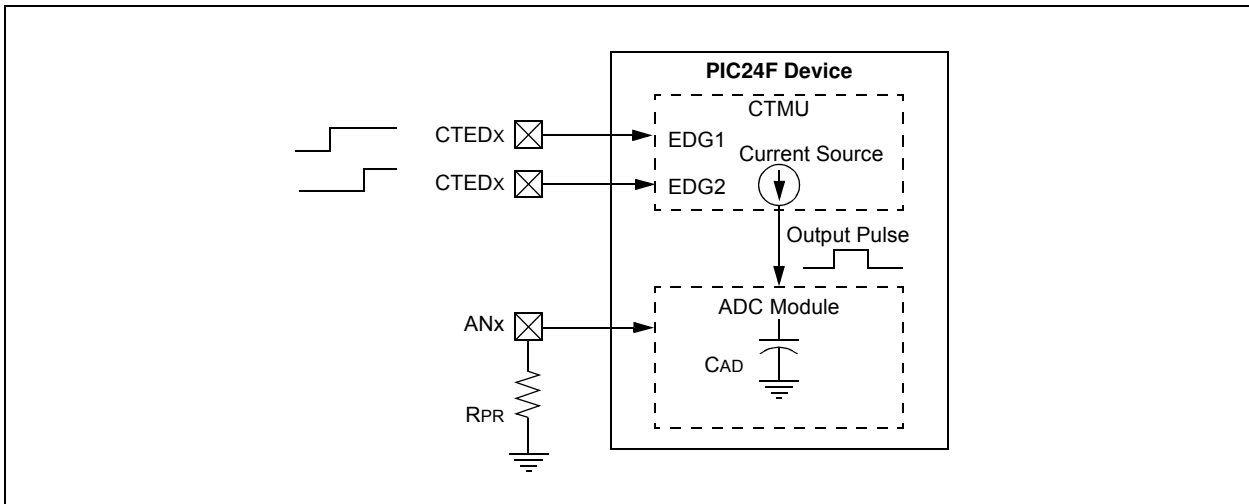 PIC24F Device
CTMU
CTEDX
EDG1
Current Source
CTEDX
EDG2
Output Pulse
ADC Module
ANx
CAD
RPR